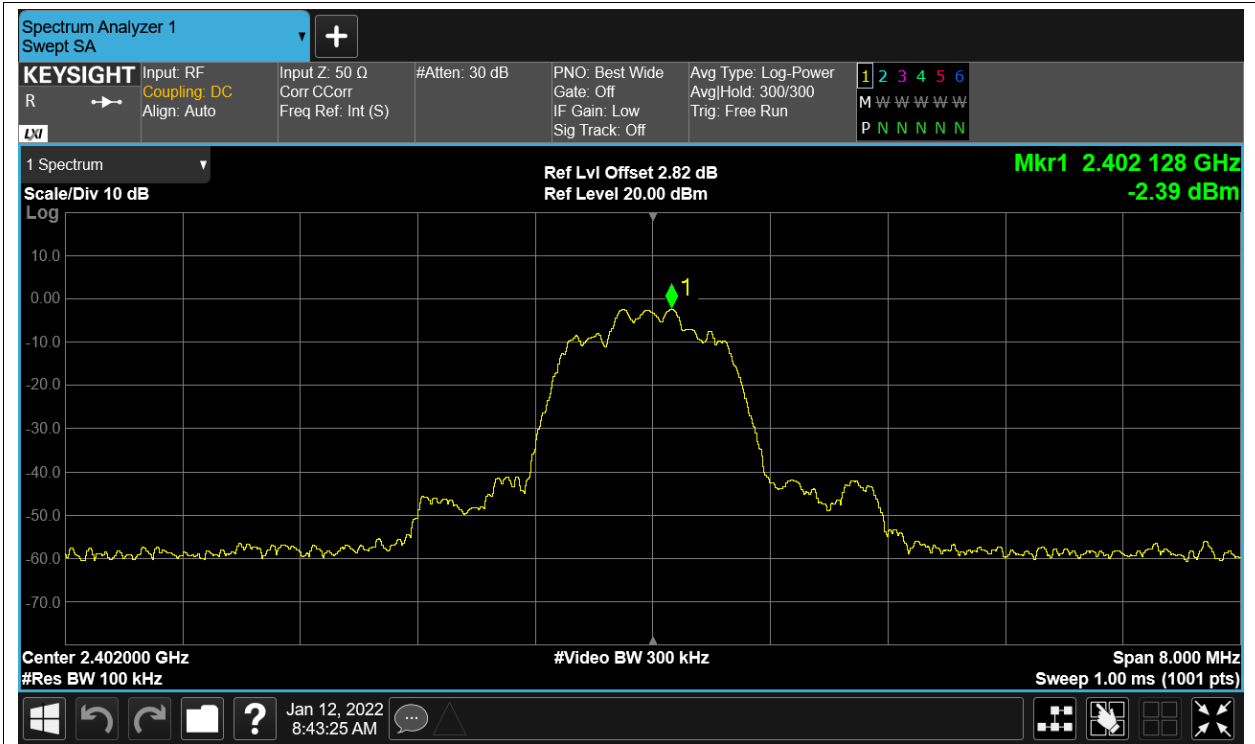 Spectrum Analyzer 1
Swept SA
KEYSIGHT
R
LXI
Input: RF
Coupling: DC
Align: Auto
Input Z: 50 Ω
Corr CCorr
Freq Ref: Int (S)
#Atten: 30 dB
PNO: Best Wide
Gate: Off
IF Gain: Low
Sig Track: Off
Avg Type: Log-Power
Avg|Hold: 300/300
Trig: Free Run
1 2 3 4 5 6
M W W W W W
P N N N N N
1 Spectrum
Scale/Div 10 dB
Log
Ref Lvl Offset 2.82 dB
Ref Level 20.00 dBm
Mkr1 2.402 128 GHz
-2.39 dBm
10.0
0.00
-10.0
-20.0
-30.0
-40.0
-50.0
-60.0
-70.0
1
Center 2.402000 GHz
#Res BW 100 kHz
#Video BW 300 kHz
Span 8.000 MHz
Sweep 1.00 ms (1001 pts)
?
Jan 12, 2022
8:43:25 AM